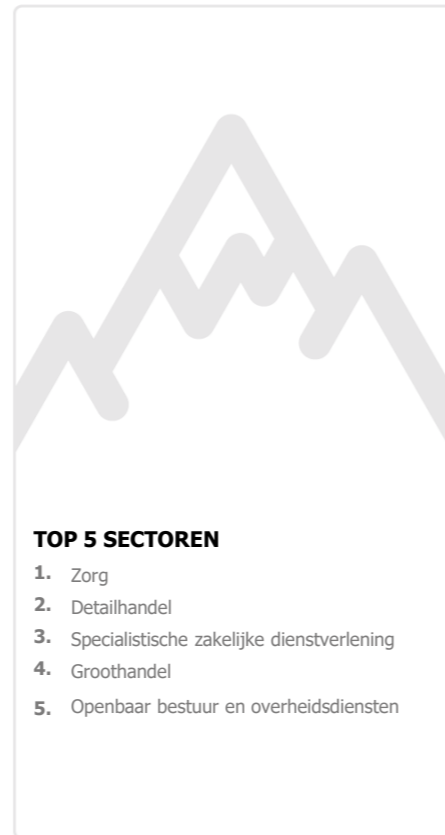 TOP 5 SECTOREN
1. Zorg
2. Detailhandel
3. Specialistische zakelijke dienstverlening
4. Groothandel
5. Openbaar bestuur en overheidsdiensten